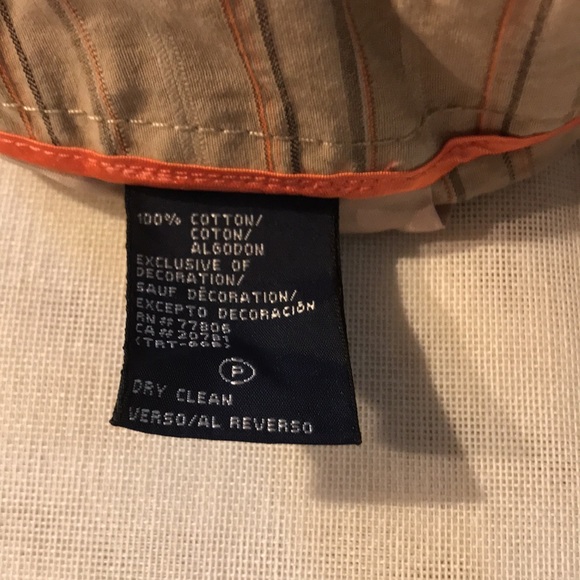 100% COTTON/
COTON/
ALGODON
EXCLUSIVE OF
DECORATION/
SAUF DÉCORATION/
EXCEPTO DECORACIÓN
RN# 77806
CA# 20781
P
DRY CLEAN
VERSO/AL REVERSO